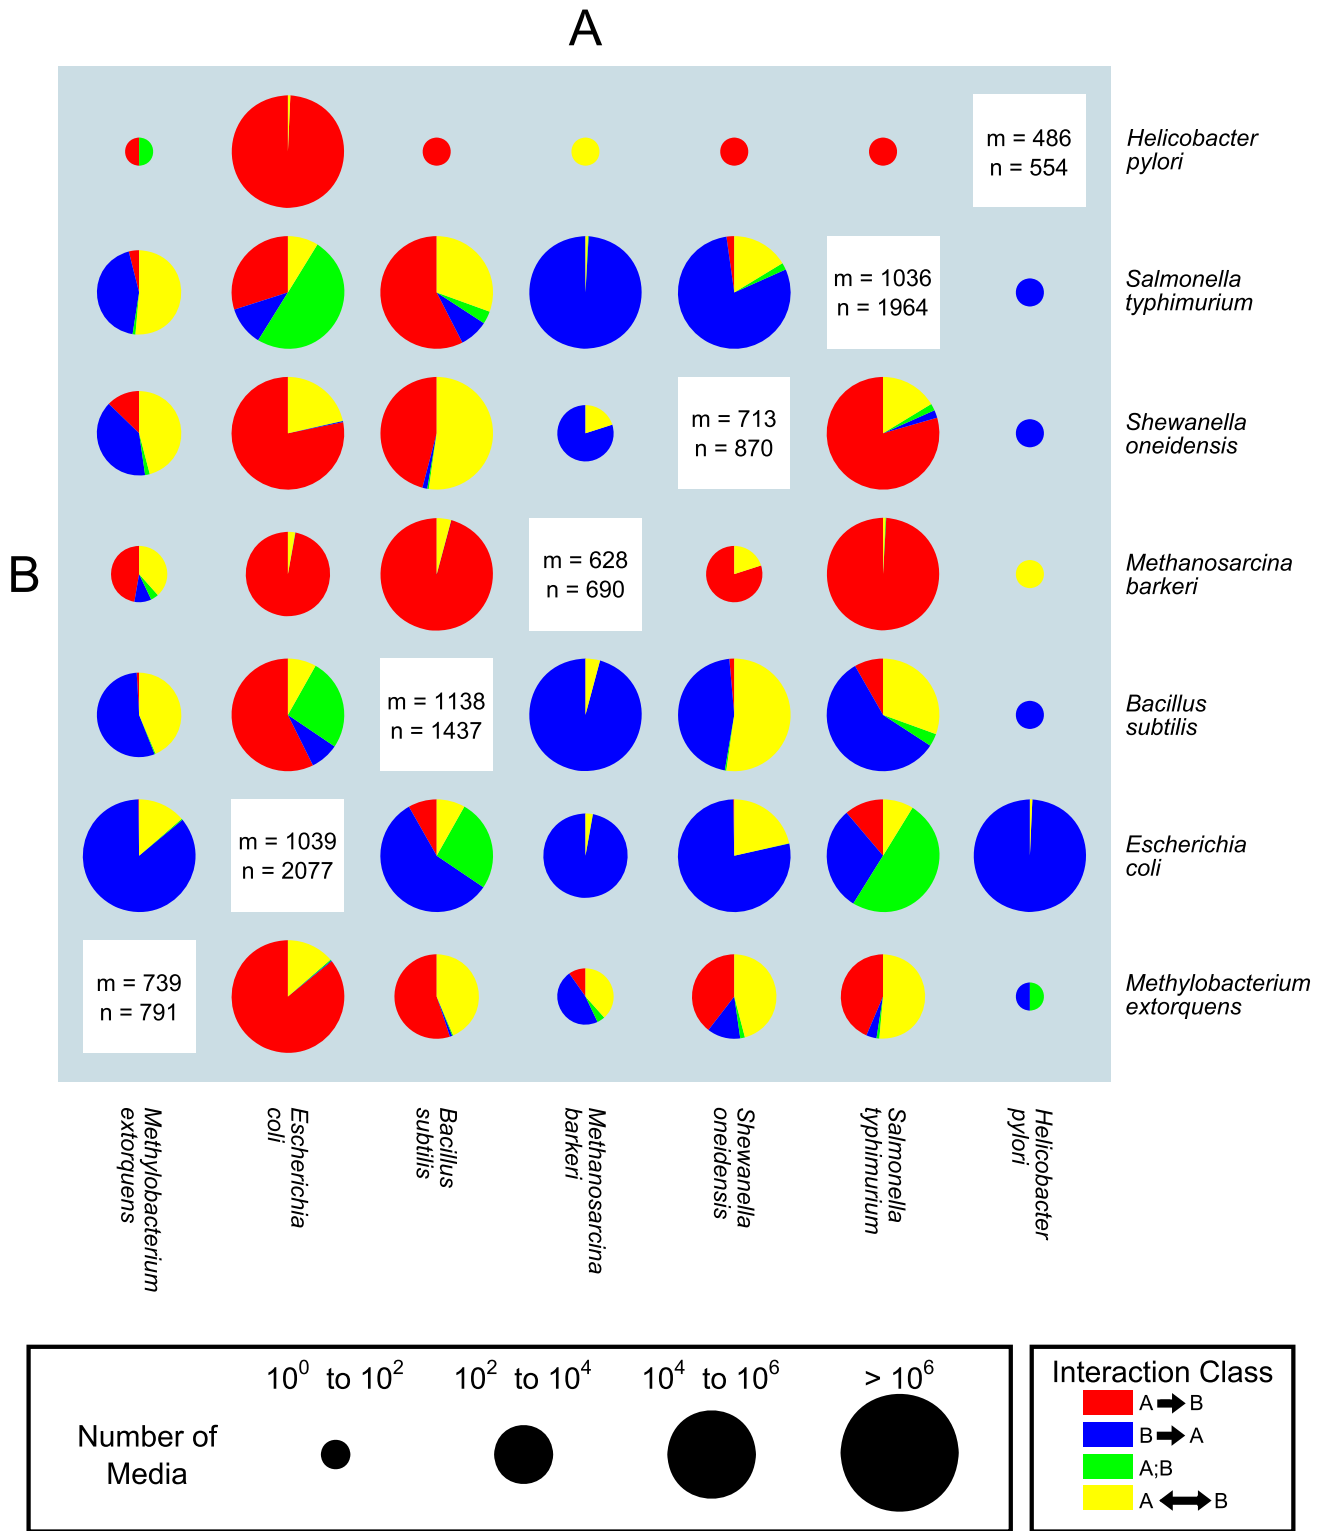 A
m = 486
n = 554
Helicobacter
pylori
m = 1036
n = 1964
Salmonella
typhimurium
m = 713
n = 870
Shewanella
oneidensis
B
m = 628
n = 690
Methanosarcina
barkeri
m = 1138
n = 1437
Bacillus
subtilis
m = 1039
n = 2077
Escherichia
coli
m = 739
n = 791
Methylobacterium
extorquens
Methylobacterium
extorquens
Escherichia
coli
Bacillus
subtilis
Methanosarcina
barkeri
Shewanella
oneidensis
Salmonella
typhimurium
Helicobacter
pylori
Number of
Media
10⁰ to 10²
10² to 10⁴
10⁴ to 10⁶
> 10⁶
Interaction Class
A ➡ B
B ➡ A
A;B
A ⟷ B